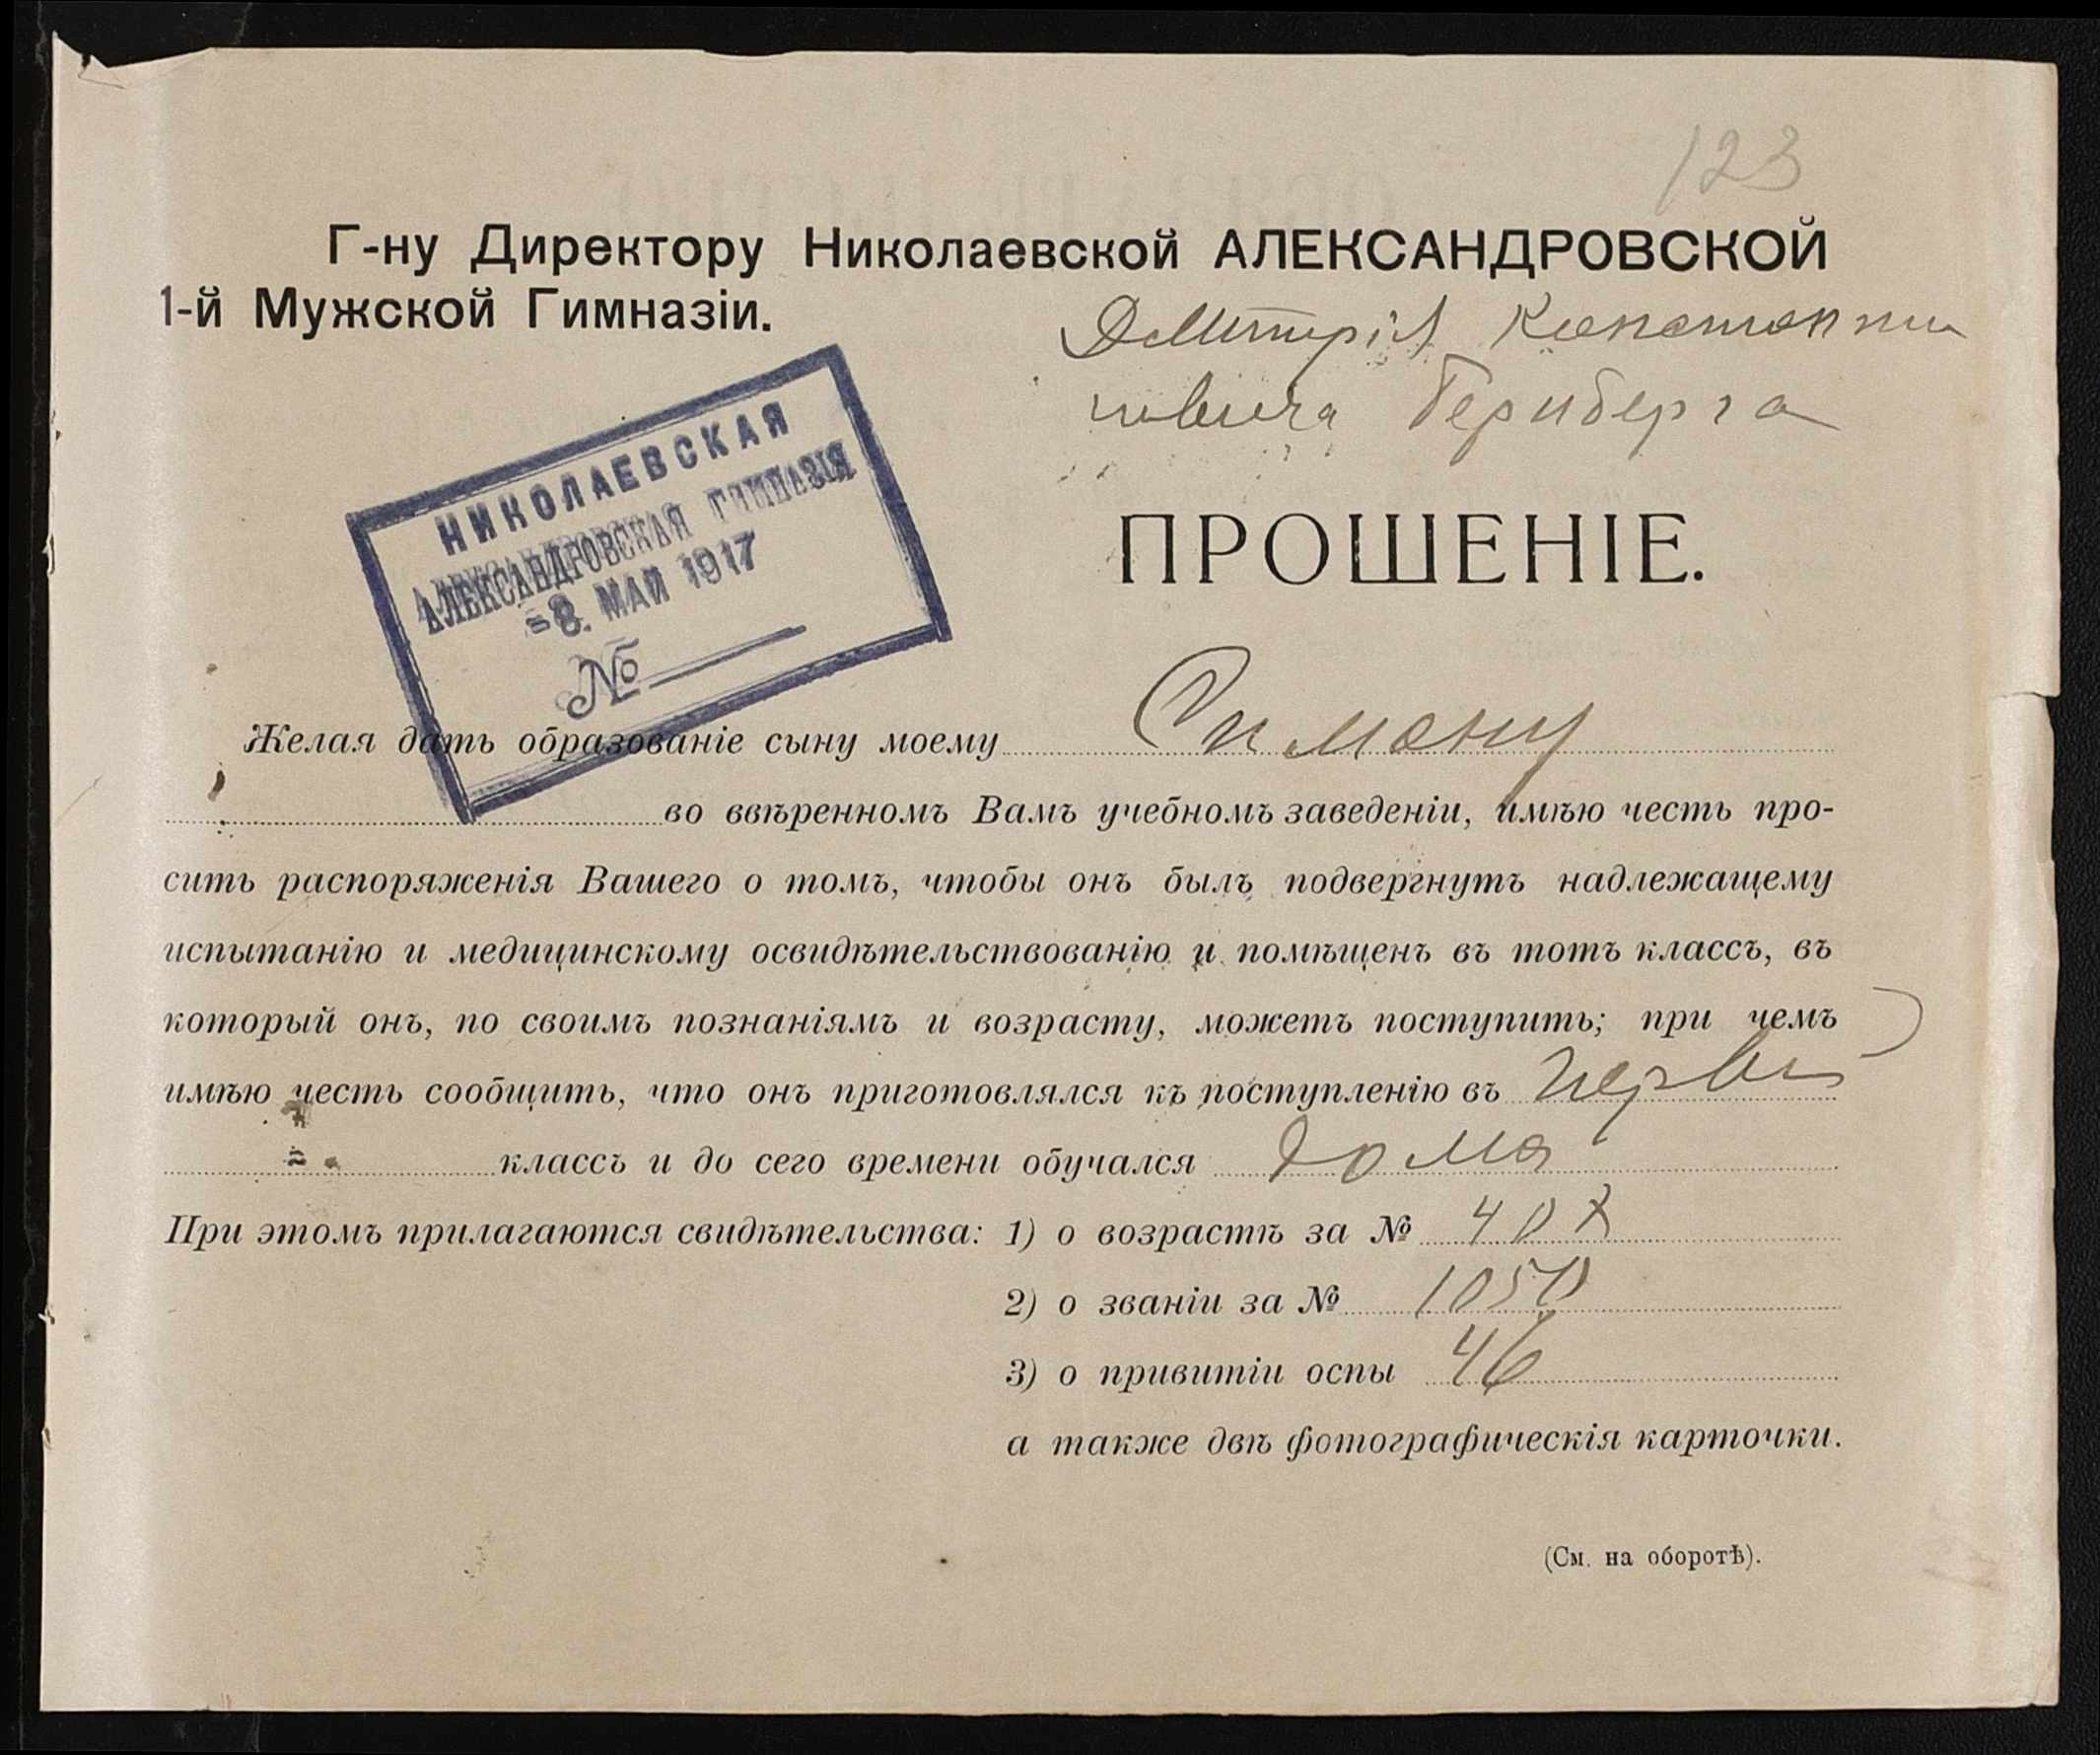 123
Г-ну Директору Николаевской АЛЕКСАНДРОВСКОЙ
1-й Мужской Гимназіи.
Дмитрія Константи
новича Гернберга
НИКОЛАЕВСКАЯ
АЛЕКСАНДРОВСКАЯ ГИМНАЗІЯ
8. МАЙ 1917
№
ПРОШЕНІЕ.
Желая дать образованіе сыну моему Симону
во ввѣренномъ Вамъ учебномъ заведеніи, имѣю честь про-
сить распоряженія Вашего о томъ, чтобы онъ былъ подвергнутъ надлежащему
испытанію и медицинскому освидѣтельствованію и помѣщенъ въ тотъ классъ, въ
который онъ, по своимъ познаніямъ и возрасту, можетъ поступить; при чемъ
имѣю честь сообщить, что онъ приготовлялся къ поступленію въ первый
классъ и до сего времени обучался дома
При этомъ прилагаются свидѣтельства: 1) о возрастѣ за №
2) о званіи за № 1050
3) о привитіи оспы 46
а также двѣ фотографическія карточки.
(См. на оборотѣ).